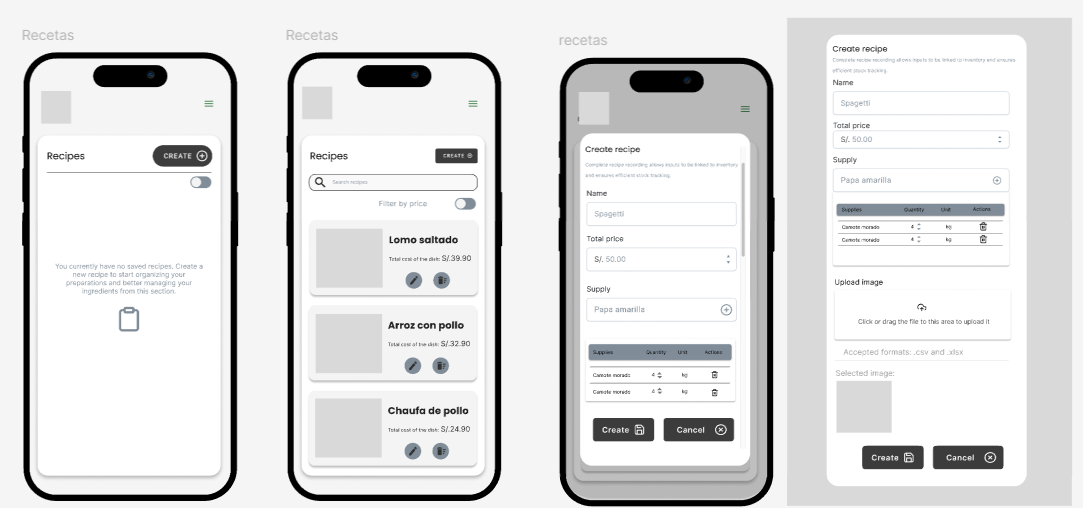 Recetas
Recipes
CREATE
You currently have no saved recipes. Create a
new recipe to start organizing your
preparations and better managing your
ingredients from this section.
Recetas
Recipes
CREATE
Search recipes
Filter by price
Lomo saltado
Total cost of the dish: S/.39.90
Arroz con pollo
Total cost of the dish: S/.32.90
Chaufa de pollo
Total cost of the dish: S/.24.90
recetas
Create recipe
Complete recipe recording allows inputs to be linked to inventory
and ensures efficient stock tracking.
Name
Spagetti
Total price
S/. 50.00
Supply
Papa amarilla
Supplies Quantity Unit Actions
Camote morado 4 kg
Camote morado 4 kg
Create Cancel
Create recipe
Complete recipe recording allows inputs to be linked to inventory and ensures
efficient stock tracking.
Name
Spagetti
Total price
S/. 50.00
Supply
Papa amarilla
Supplies Quantity Unit Actions
Camote morado 4 kg
Camote morado 4 kg
Upload image
Click or drag the file to this area to upload it
Accepted formats: .csv and .xlsx
Selected image:
Create Cancel